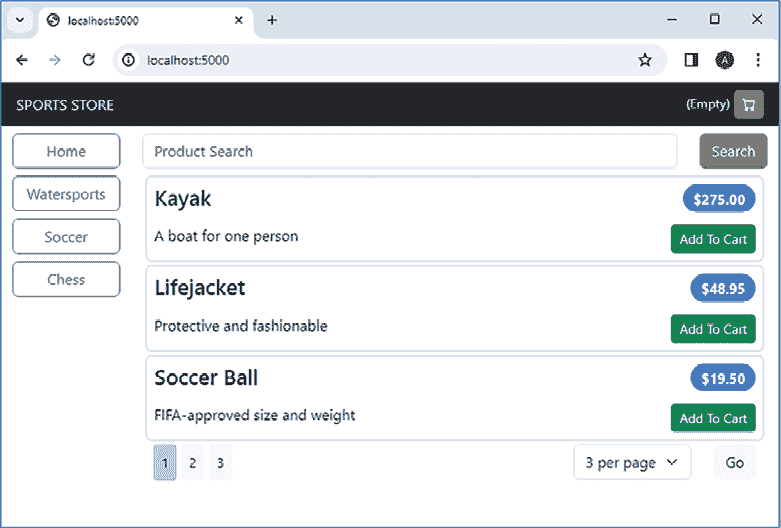 localhost:5000
localhost:5000
A
SPORTS STORE
(Empty)
Home
Product Search
Search
Watersports
Soccer
Chess
Kayak
$275.00
A boat for one person
Add To Cart
Lifejacket
$48.95
Protective and fashionable
Add To Cart
Soccer Ball
$19.50
FIFA-approved size and weight
Add To Cart
1 2 3
3 per page
Go